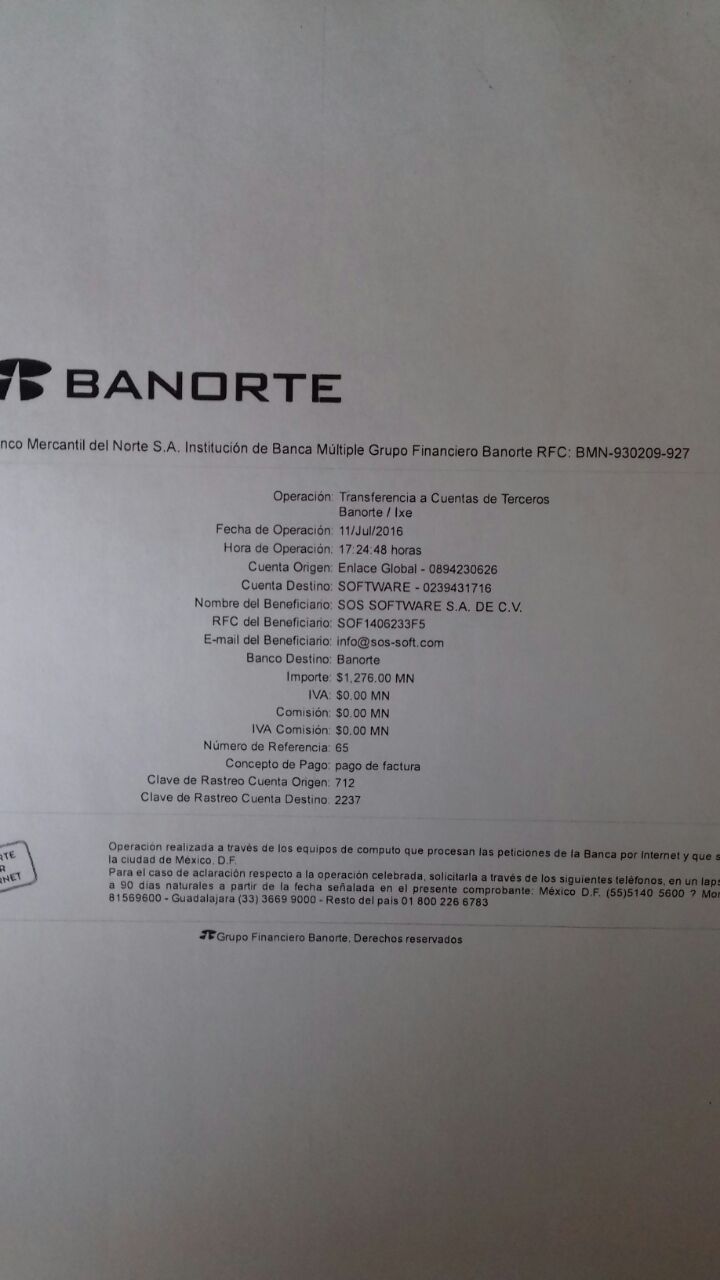 BANORTE
nco Mercantil del Norte S.A. Institución de Banca Múltiple Grupo Financiero Banorte RFC: BMN-930209-927
Operación: Transferencia a Cuentas de Terceros
Banorte / Ixe
Fecha de Operación: 11/Jul/2016
Hora de Operación: 17:24:48 horas
Cuenta Origen: Enlace Global - 0894230626
Cuenta Destino: SOFTWARE - 0239431716
Nombre del Beneficiario: SOS SOFTWARE S.A. DE C.V.
RFC del Beneficiario: SOF1406233F5
E-mail del Beneficiario: info@sos-soft.com
Banco Destino: Banorte
Importe: $1,276.00 MN
IVA: $0.00 MN
Comisión: $0.00 MN
IVA Comisión: $0.00 MN
Número de Referencia: 65
Concepto de Pago: pago de factura
Clave de Rastreo Cuenta Origen: 712
Clave de Rastreo Cuenta Destino: 2237
RTE
R
RNET
Operación realizada a través de los equipos de computo que procesan las peticiones de la Banca por Internet y que s
la ciudad de México, D.F.
Para el caso de aclaración respecto a la operación celebrada, solicitarla a través de los siguientes teléfonos, en un laps
a 90 días naturales a partir de la fecha señalada en el presente comprobante: México D.F. (55)5140 5600 ? Mon
81569600 - Guadalajara (33) 3669 9000 - Resto del país 01 800 226 6783
Grupo Financiero Banorte, Derechos reservados